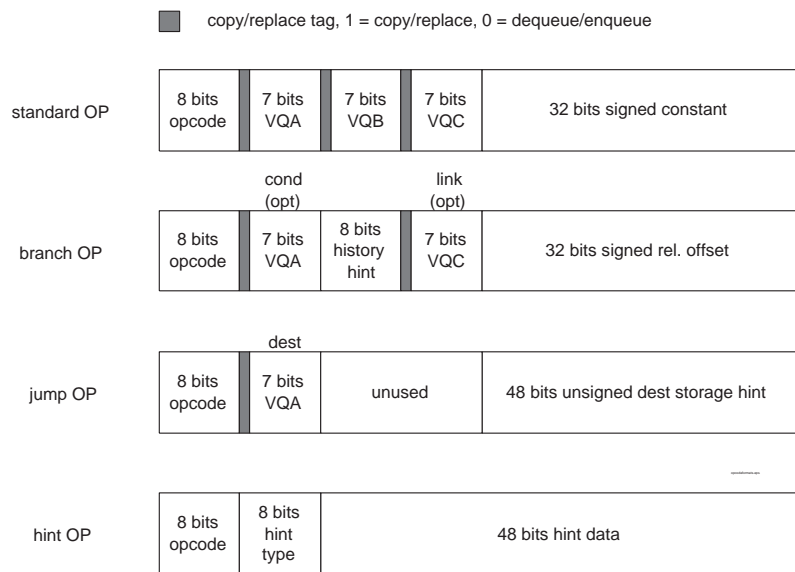 copy/replace tag, 1 = copy/replace, 0 = dequeue/enqueue
standard OP
8 bits
opcode
7 bits
VQA
7 bits
VQB
7 bits
VQC
32 bits signed constant
cond
(opt)
link
(opt)
branch OP
8 bits
opcode
7 bits
VQA
8 bits
history
hint
7 bits
VQC
32 bits signed rel. offset
dest
jump OP
8 bits
opcode
7 bits
VQA
unused
48 bits unsigned dest storage hint
hint OP
8 bits
opcode
8 bits
hint
type
48 bits hint data